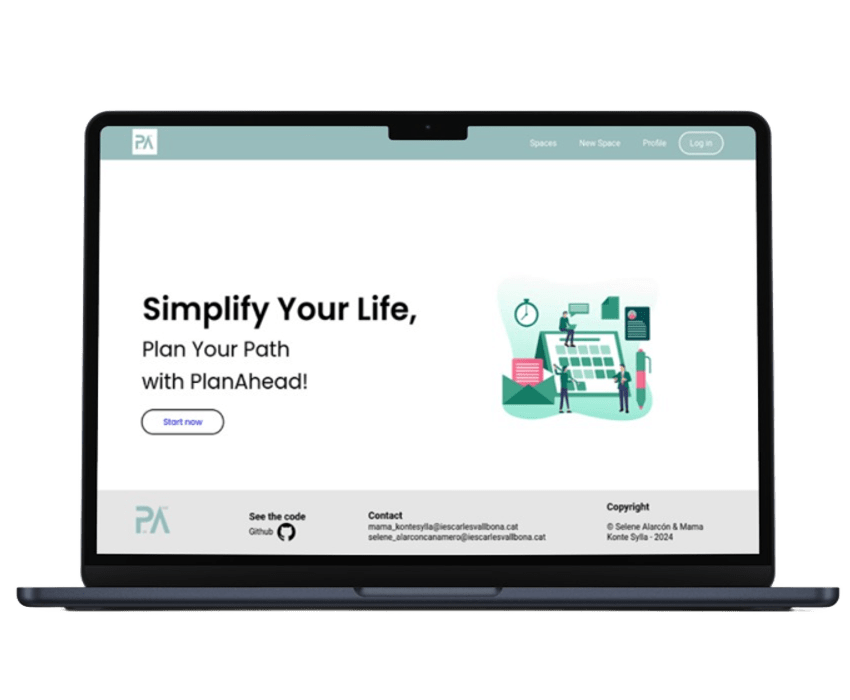 PA
Spaces New Space Profile Log in
Simplify Your Life,
Plan Your Path
with PlanAhead!
Start now
PA
See the code
Github
Contact
mama_kontesylla@iescarlesvallbona.cat
selene_alarconcanamero@iescarlesvallbona.cat
Copyright
© Selene Alarcón & Mama
Konte Sylla - 2024